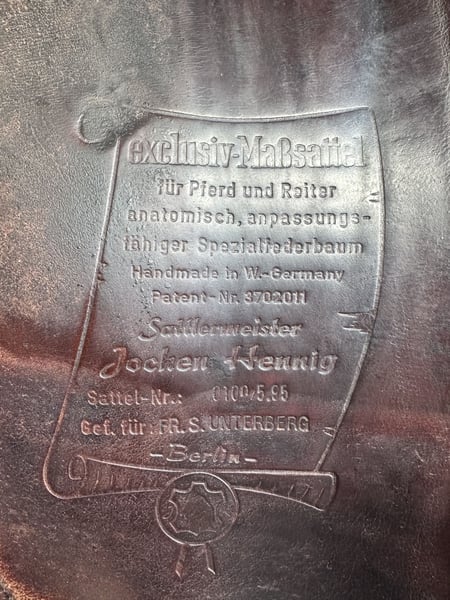 exclusiv-Maßsattel
für Pferd und Reiter
anatomisch, anpassungs-
fähiger Spezialfederbaum
Handmade in W.-Germany
Patent-Nr. 3702011
Sattlermeister
Jochen Hennig
Sattel-Nr.: 0100/5.95
Gef. für: FR. S. UNTERBERG
-Berlin-